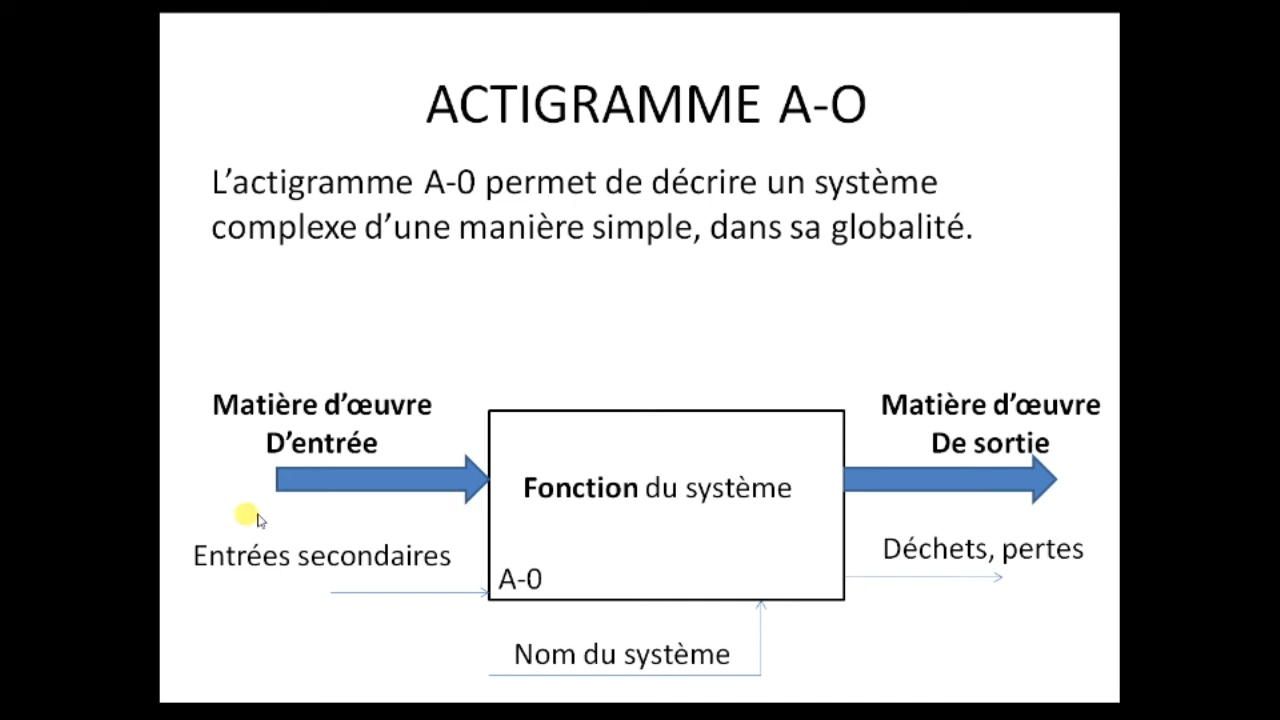 ACTIGRAMME A-O
L’actigramme A-0 permet de décrire un système
complexe d’une manière simple, dans sa globalité.
Matière d’œuvre
D’entrée
Matière d’œuvre
De sortie
Fonction du système
Entrées secondaires
Déchets, pertes
A-0
Nom du système